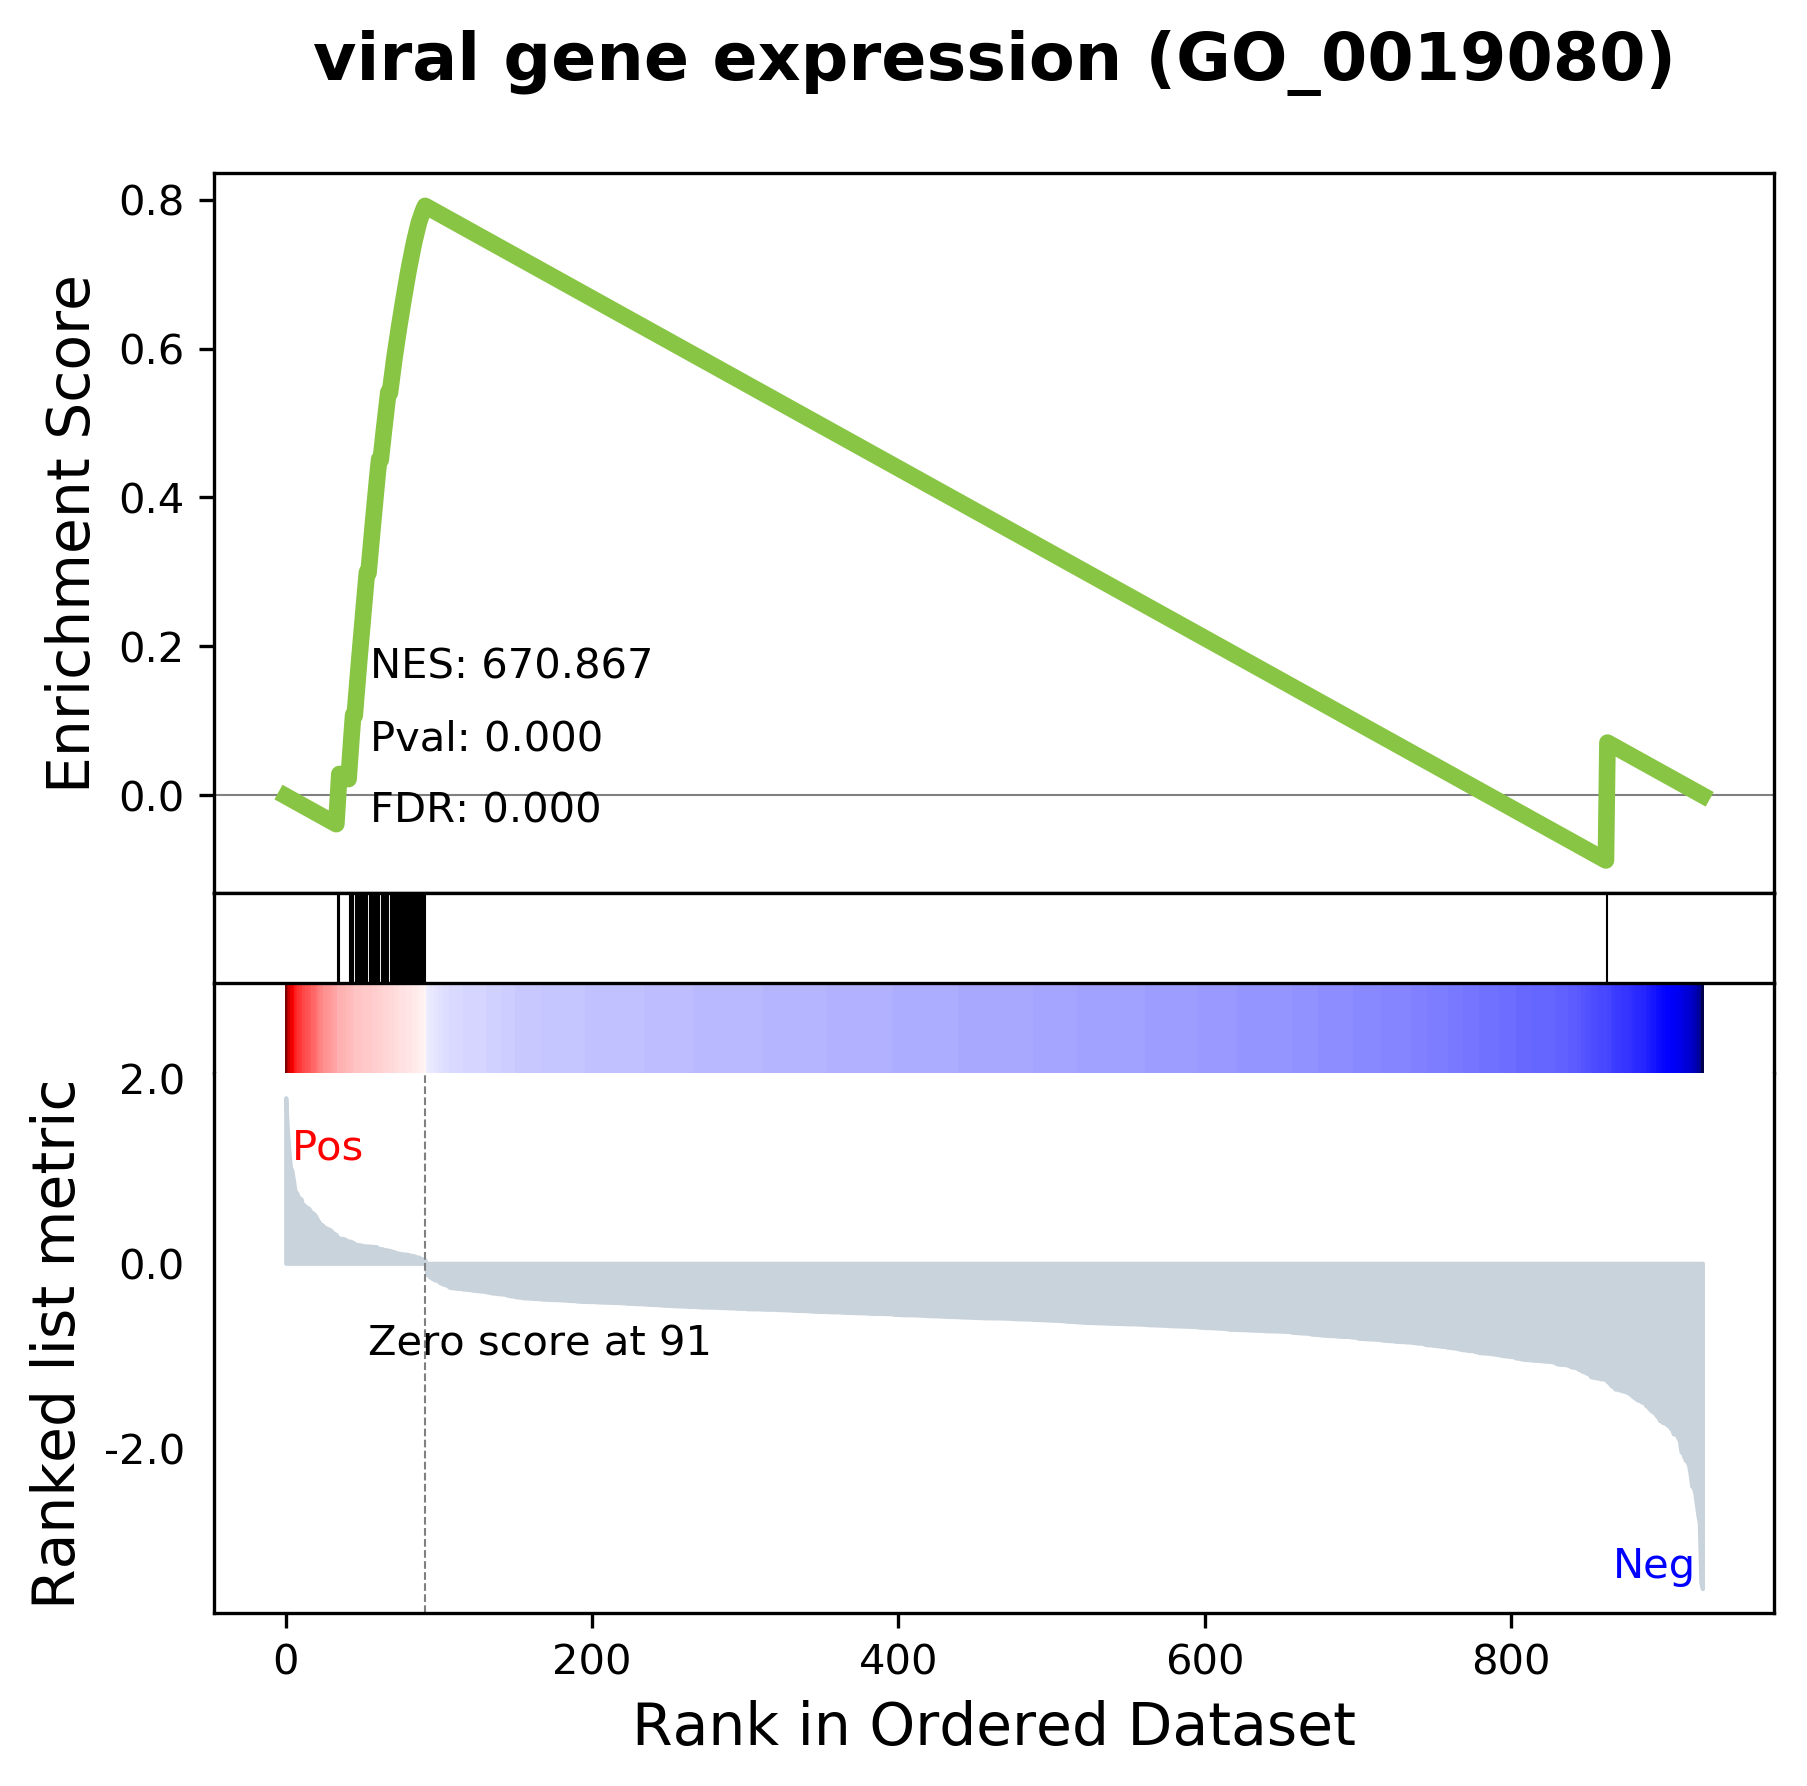 viral gene expression (GO_0019080)
0.8
0.6
0.4
0.2
0.0
Enrichment Score
NES: 670.867
Pval: 0.000
FDR: 0.000
2.0
0.0
-2.0
Ranked list metric
Pos
Zero score at 91
Neg
0 200 400 600 800
Rank in Ordered Dataset